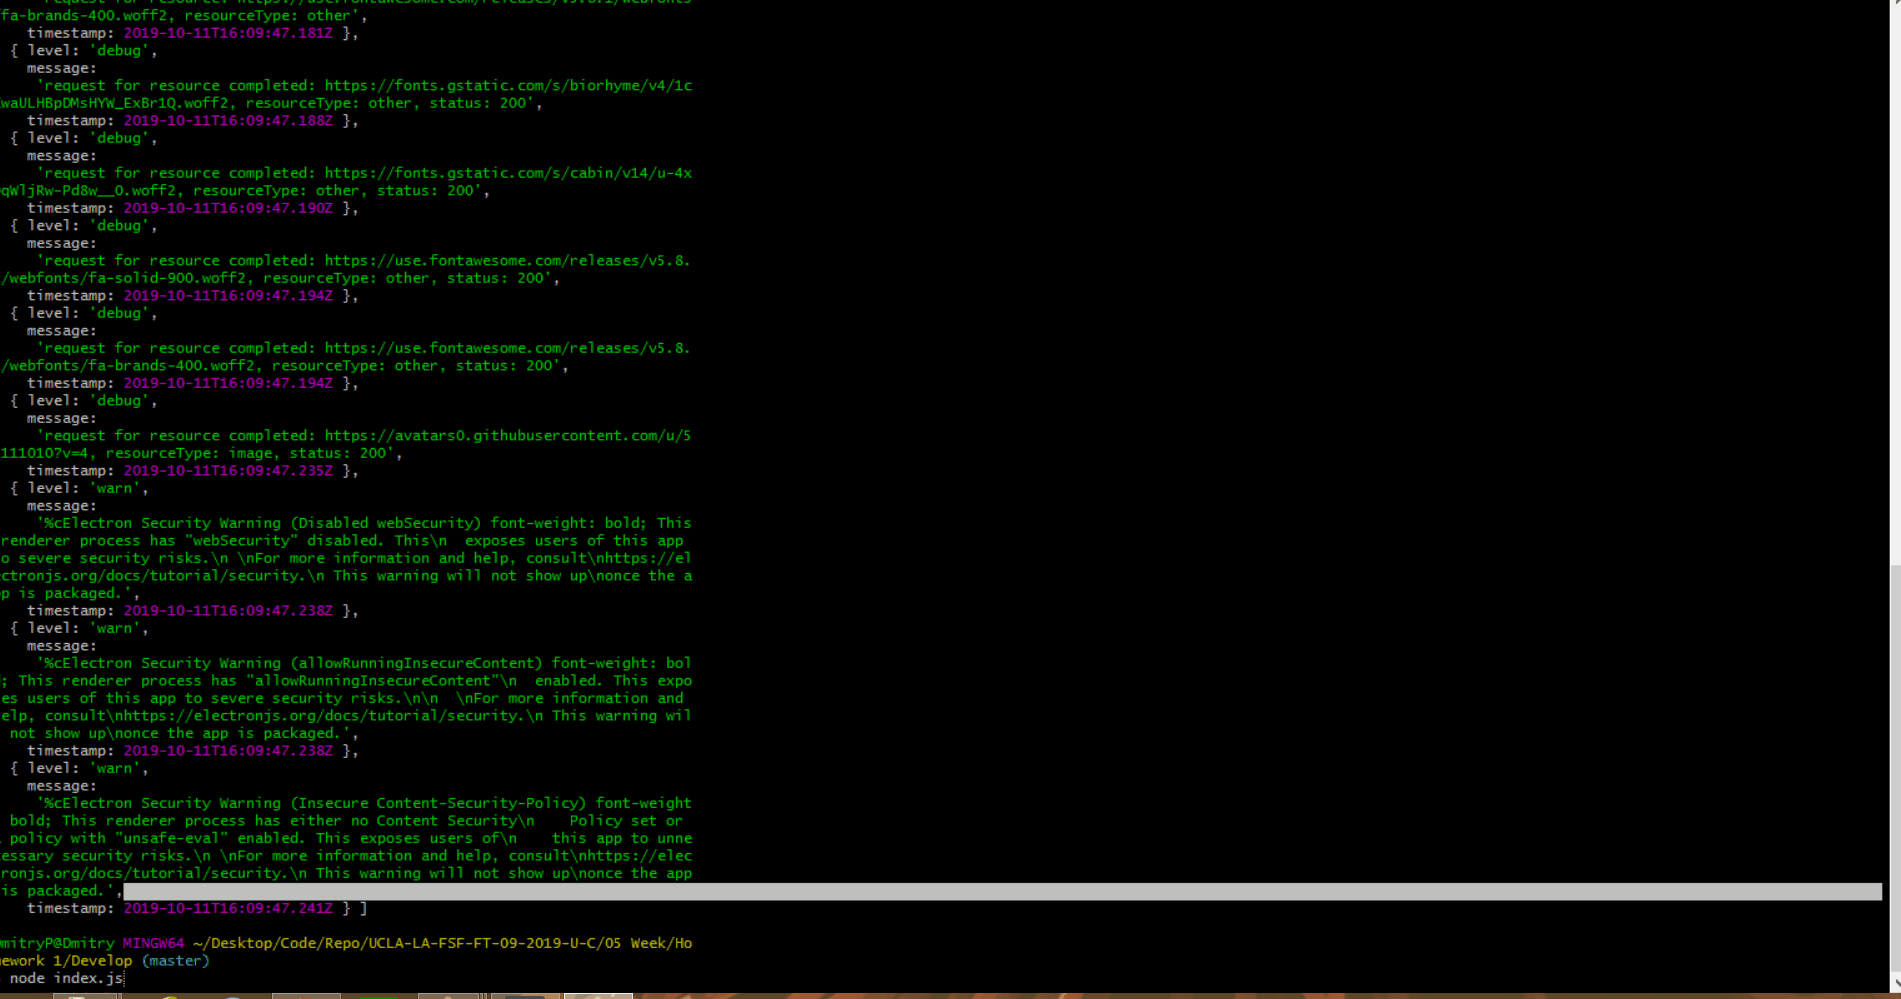 /fa-brands-400.woff2, resourceType: other',
timestamp: 2019-10-11T16:09:47.181Z },
{ level: 'debug',
message:
'request for resource completed: https://fonts.gstatic.com/s/biorhyme/v4/1c
waULHBpDMsHYW_ExBr1Q.woff2, resourceType: other, status: 200',
timestamp: 2019-10-11T16:09:47.188Z },
{ level: 'debug',
message:
'request for resource completed: https://fonts.gstatic.com/s/cabin/v14/u-4x
qWljRw-Pd8w__0.woff2, resourceType: other, status: 200',
timestamp: 2019-10-11T16:09:47.190Z },
{ level: 'debug',
message:
'request for resource completed: https://use.fontawesome.com/releases/v5.8.
/webfonts/fa-solid-900.woff2, resourceType: other, status: 200',
timestamp: 2019-10-11T16:09:47.194Z },
{ level: 'debug',
message:
'request for resource completed: https://use.fontawesome.com/releases/v5.8.
/webfonts/fa-brands-400.woff2, resourceType: other, status: 200',
timestamp: 2019-10-11T16:09:47.194Z },
{ level: 'debug',
message:
'request for resource completed: https://avatars0.githubusercontent.com/u/5
111010?v=4, resourceType: image, status: 200',
timestamp: 2019-10-11T16:09:47.235Z },
{ level: 'warn',
message:
'%cElectron Security Warning (Disabled webSecurity) font-weight: bold; This
renderer process has "webSecurity" disabled. This\n  exposes users of this app
o severe security risks.\n \nFor more information and help, consult\nhttps://el
ctronjs.org/docs/tutorial/security.\n This warning will not show up\nonce the a
p is packaged.',
timestamp: 2019-10-11T16:09:47.238Z },
{ level: 'warn',
message:
'%cElectron Security Warning (allowRunningInsecureContent) font-weight: bol
; This renderer process has "allowRunningInsecureContent"\n  enabled. This expo
es users of this app to severe security risks.\n\n  \nFor more information and
elp, consult\nhttps://electronjs.org/docs/tutorial/security.\n This warning wil
not show up\nonce the app is packaged.',
timestamp: 2019-10-11T16:09:47.238Z },
{ level: 'warn',
message:
'%cElectron Security Warning (Insecure Content-Security-Policy) font-weight
bold; This renderer process has either no Content Security\n    Policy set or
policy with "unsafe-eval" enabled. This exposes users of\n    this app to unne
essary security risks.\n \nFor more information and help, consult\nhttps://elec
ronjs.org/docs/tutorial/security.\n This warning will not show up\nonce the app
is packaged.',
timestamp: 2019-10-11T16:09:47.241Z } ]
mitryP@Dmitry MINGW64 ~/Desktop/Code/Repo/UCLA-LA-FSF-FT-09-2019-U-C/05 Week/Ho
ework 1/Develop (master)
node index.js